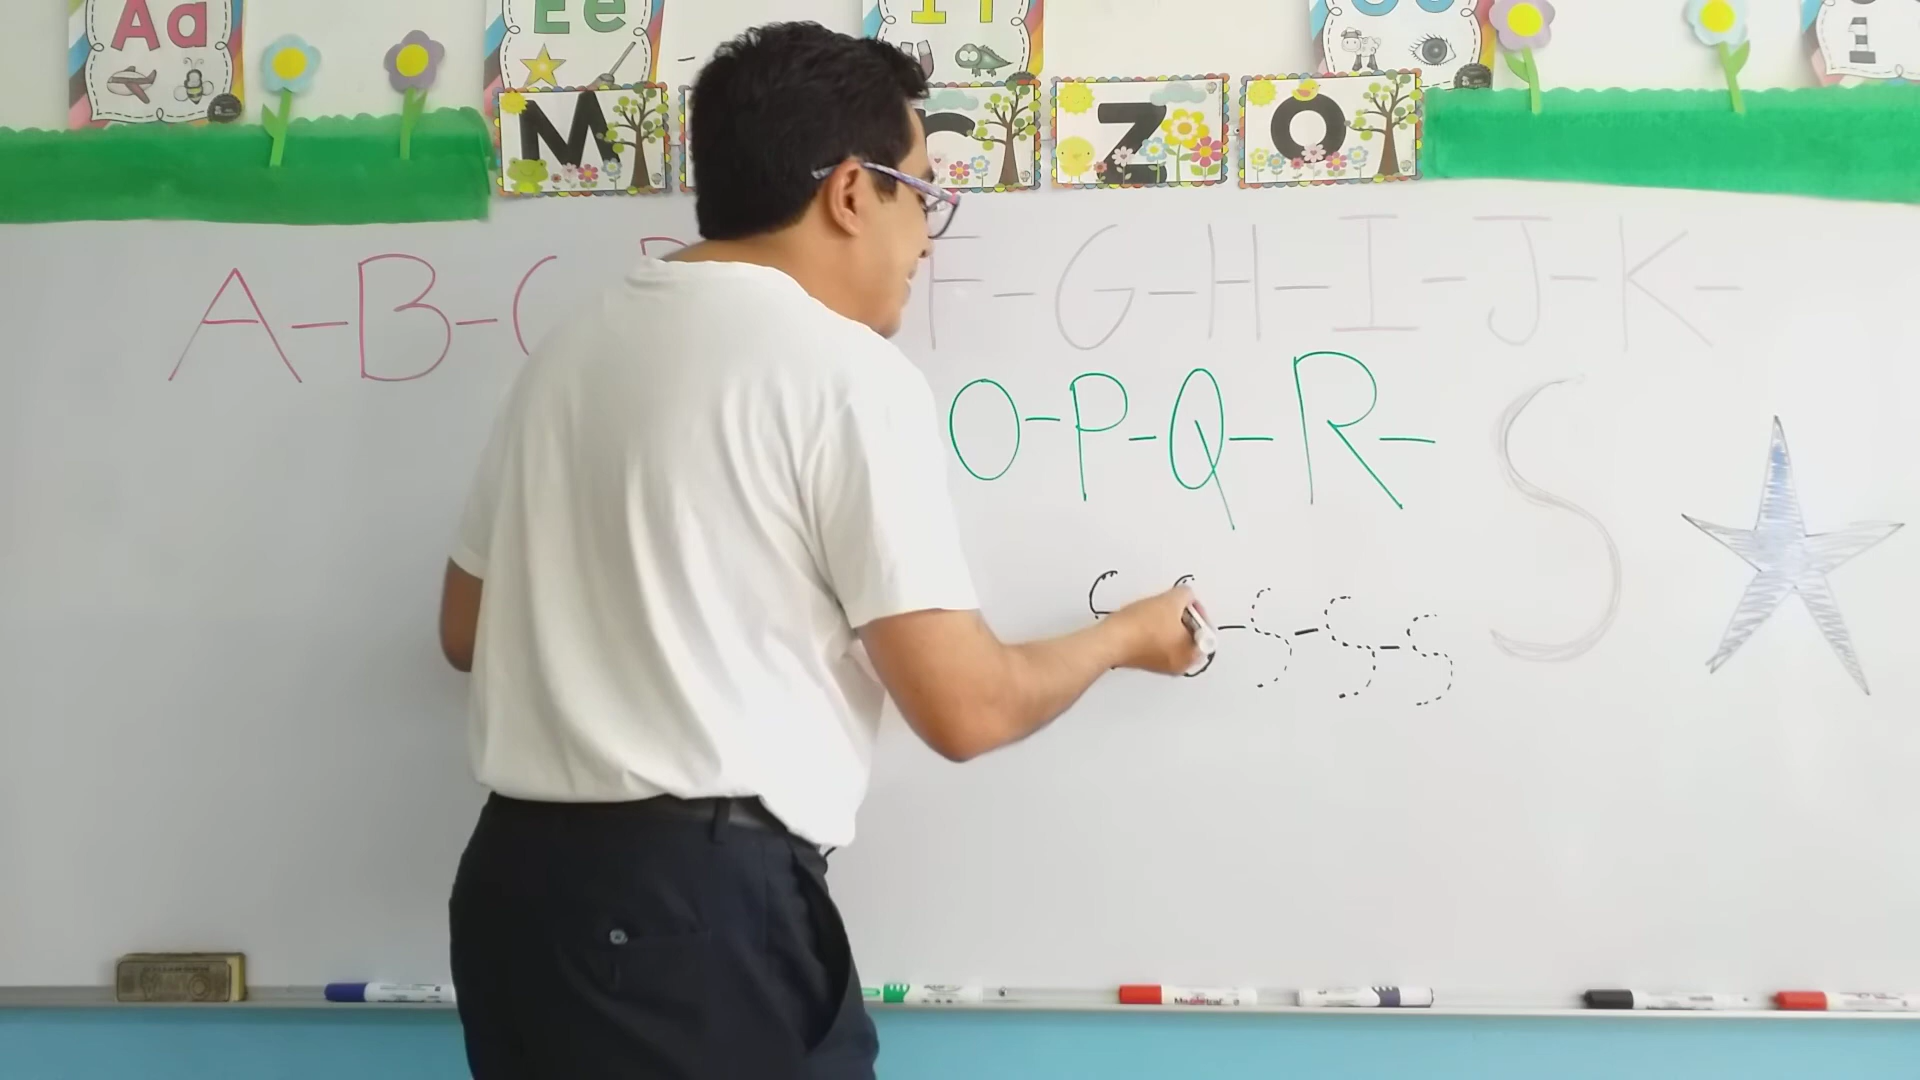 Aa Ee
M Z O
A-B-C F-G-H-I-J-K-
O-P-Q-R- S
S-S-S